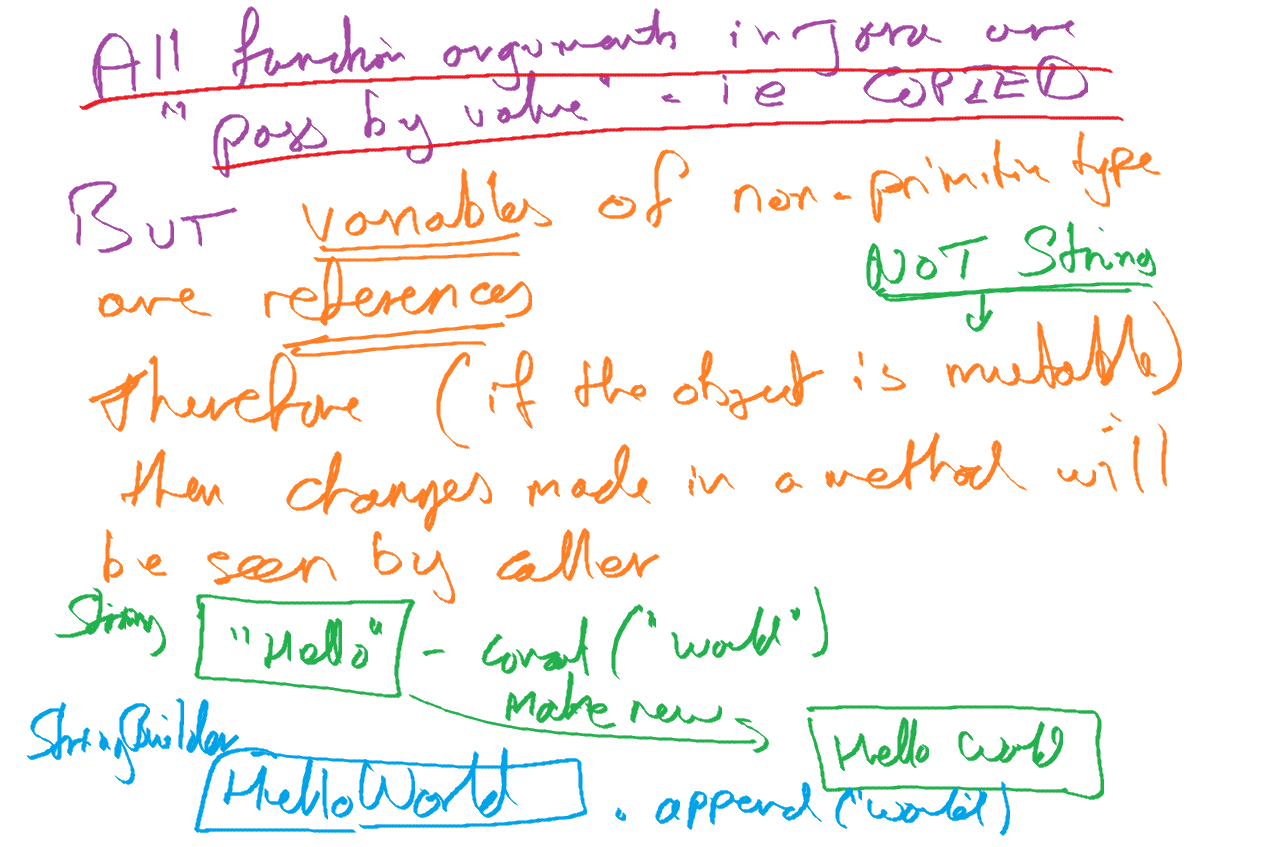 All function arguments in Java are
"pass by value" - ie COPIED
BUT variables of non-primitive type
NOT String
are references
Therefore (if the object is mutable)
then changes made in a method will
be seen by caller
String "Hello" - concat ("world")
Make new
Hello World
StringBuilder
HelloWorld . append ("world")